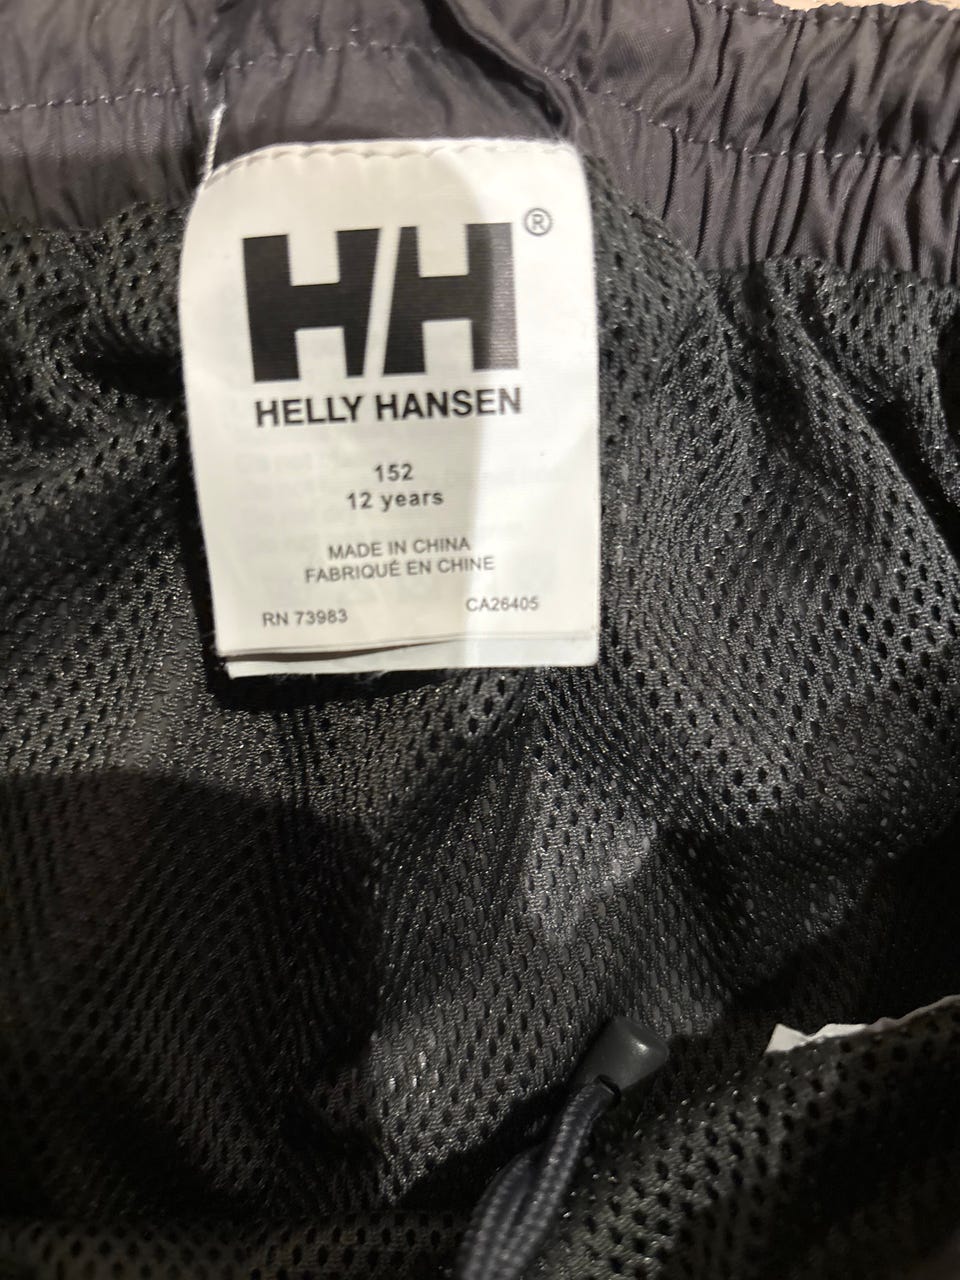 HH®
HELLY HANSEN
152
12 years
MADE IN CHINA
FABRIQUÉ EN CHINE
RN 73983
CA26405